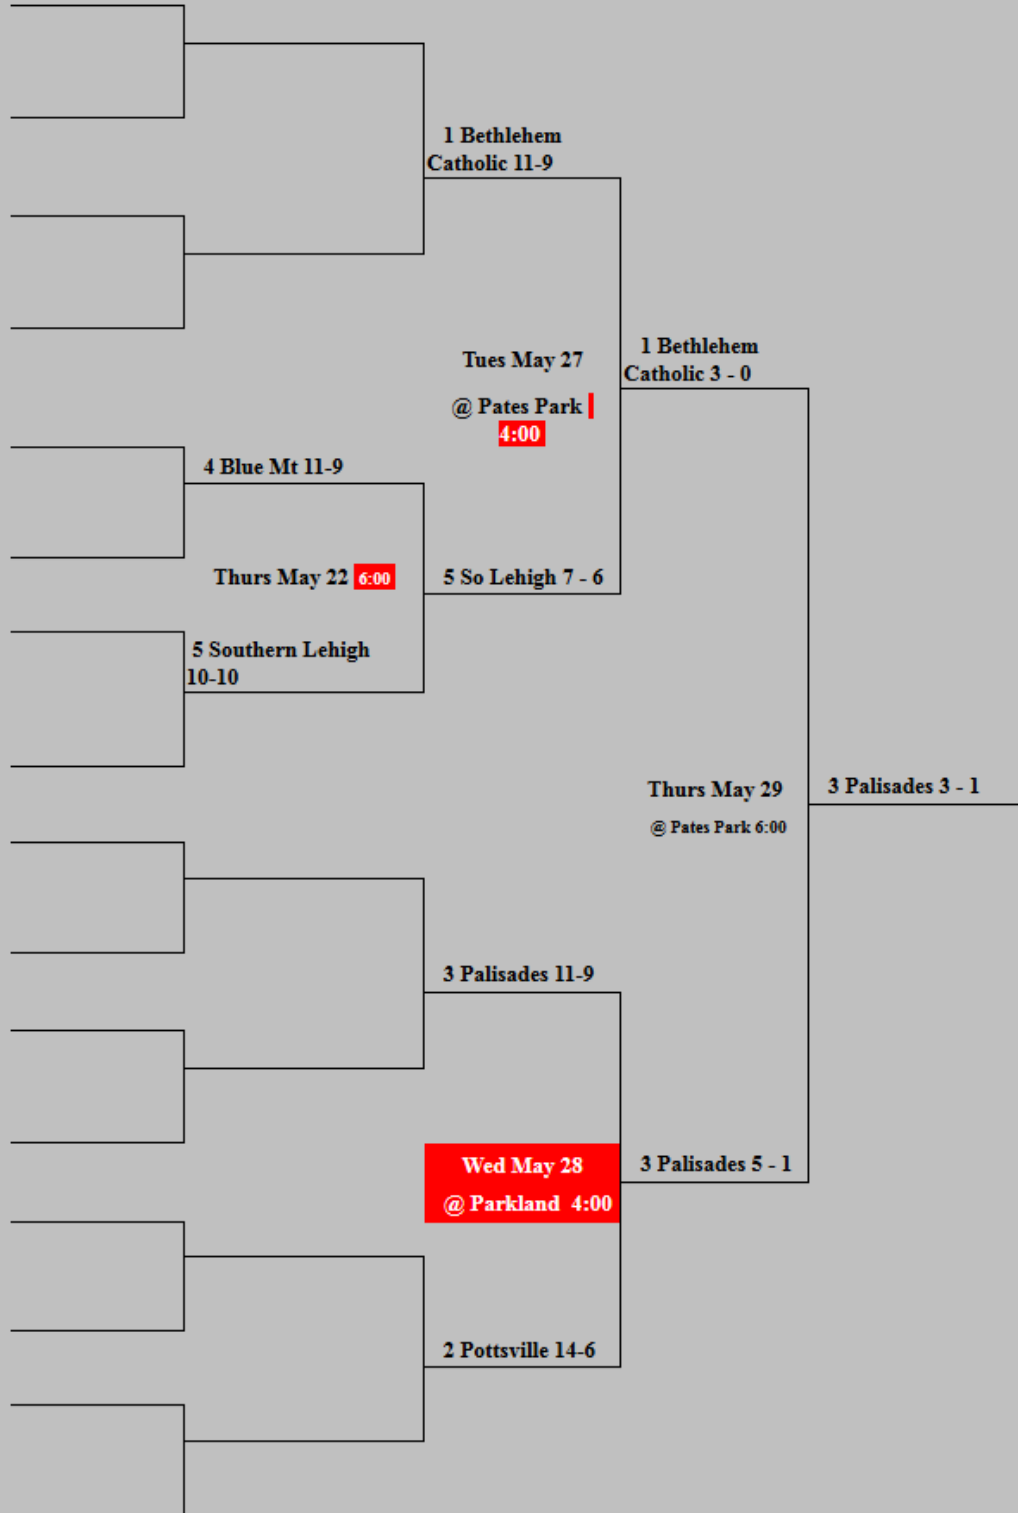 1 Bethlehem
Catholic 11-9
Tues May 27
@ Pates Park
4:00
1 Bethlehem
Catholic 3 - 0
4 Blue Mt 11-9
Thurs May 22 6:00
5 So Lehigh 7 - 6
5 Southern Lehigh
10-10
Thurs May 29
@ Pates Park 6:00
3 Palisades 3 - 1
3 Palisades 11-9
Wed May 28
@ Parkland 4:00
3 Palisades 5 - 1
2 Pottsville 14-6